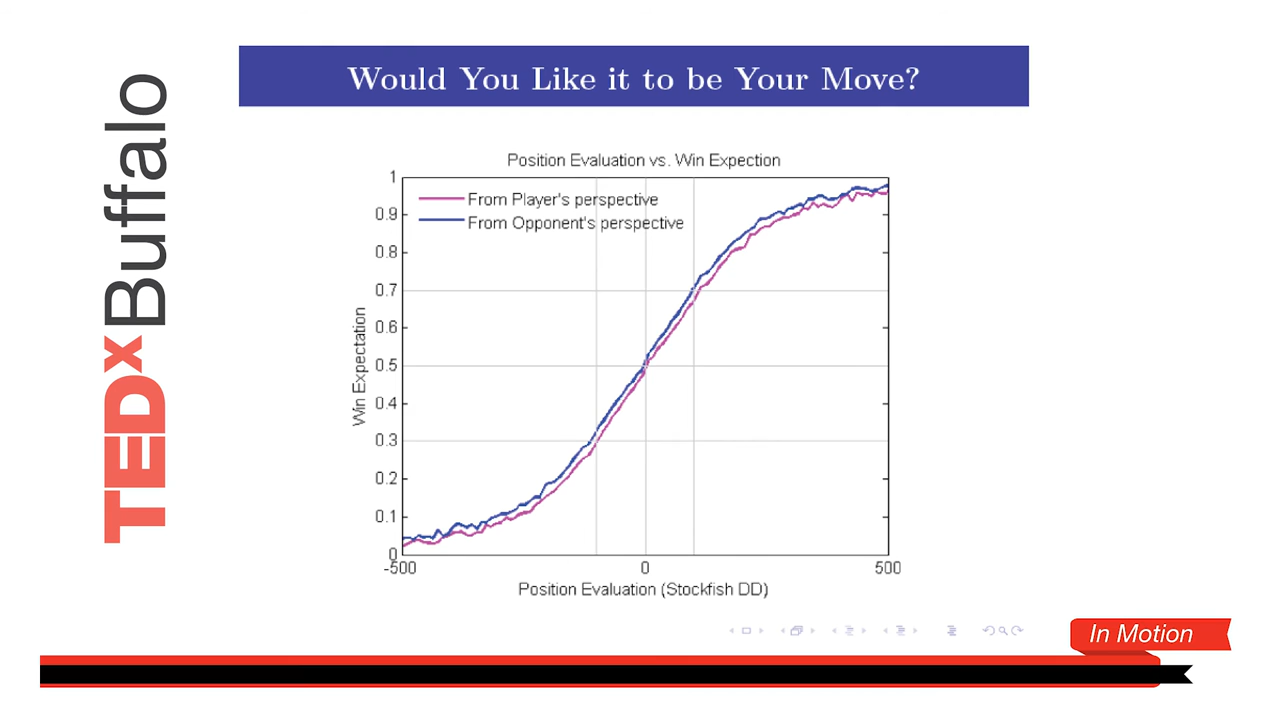 TEDxBuffalo
Would You Like it to be Your Move?
Position Evaluation vs. Win Expection
From Player's perspective
From Opponent's perspective
1
0.9
0.8
0.7
0.6
0.5
0.4
0.3
0.2
0.1
0
Win Expectation
-500
0
500
Position Evaluation (Stockfish DD)
In Motion